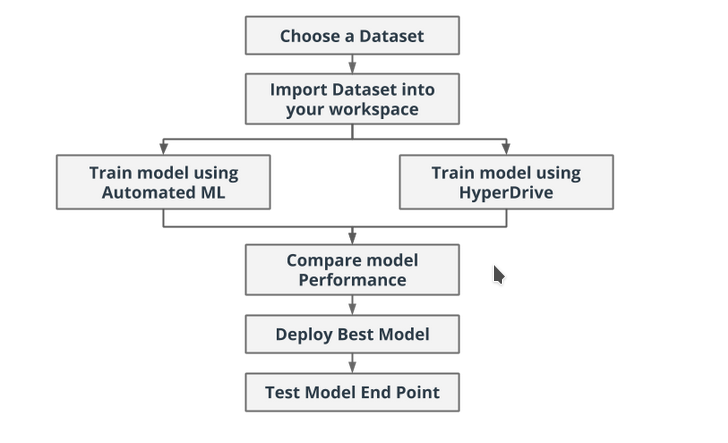 Choose a Dataset
Import Dataset into
your workspace
Train model using
Automated ML
Train model using
HyperDrive
Compare model
Performance
Deploy Best Model
Test Model End Point